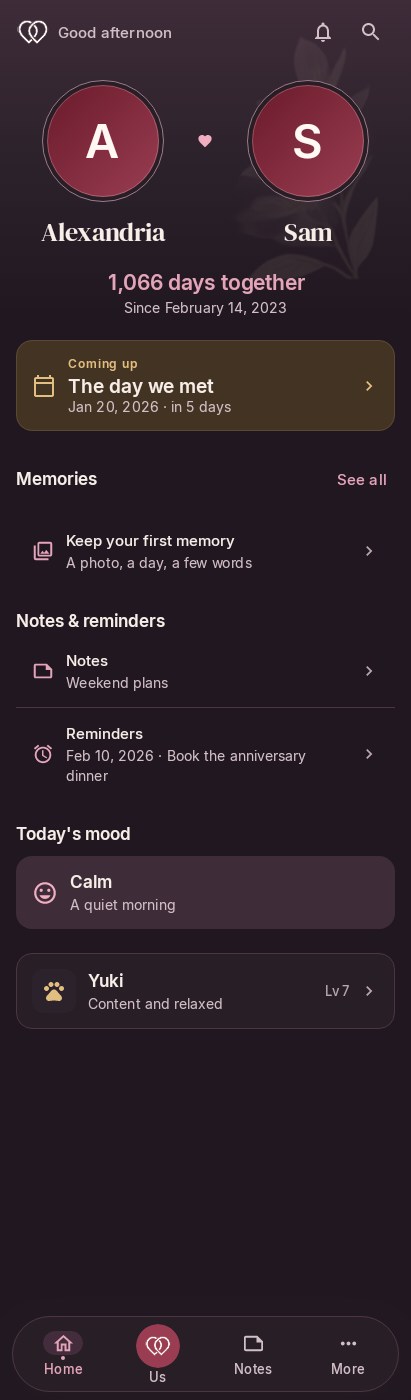 Good afternoon
A
S
Alexandria
Sam
1,066 days together
Since February 14, 2023
Coming up
The day we met
Jan 20, 2026 · in 5 days
Memories
See all
Keep your first memory
A photo, a day, a few words
Notes & reminders
Notes
Weekend plans
Reminders
Feb 10, 2026 · Book the anniversary
dinner
Today's mood
Calm
A quiet morning
Yuki
Content and relaxed
Lv 7
Home
Us
Notes
More